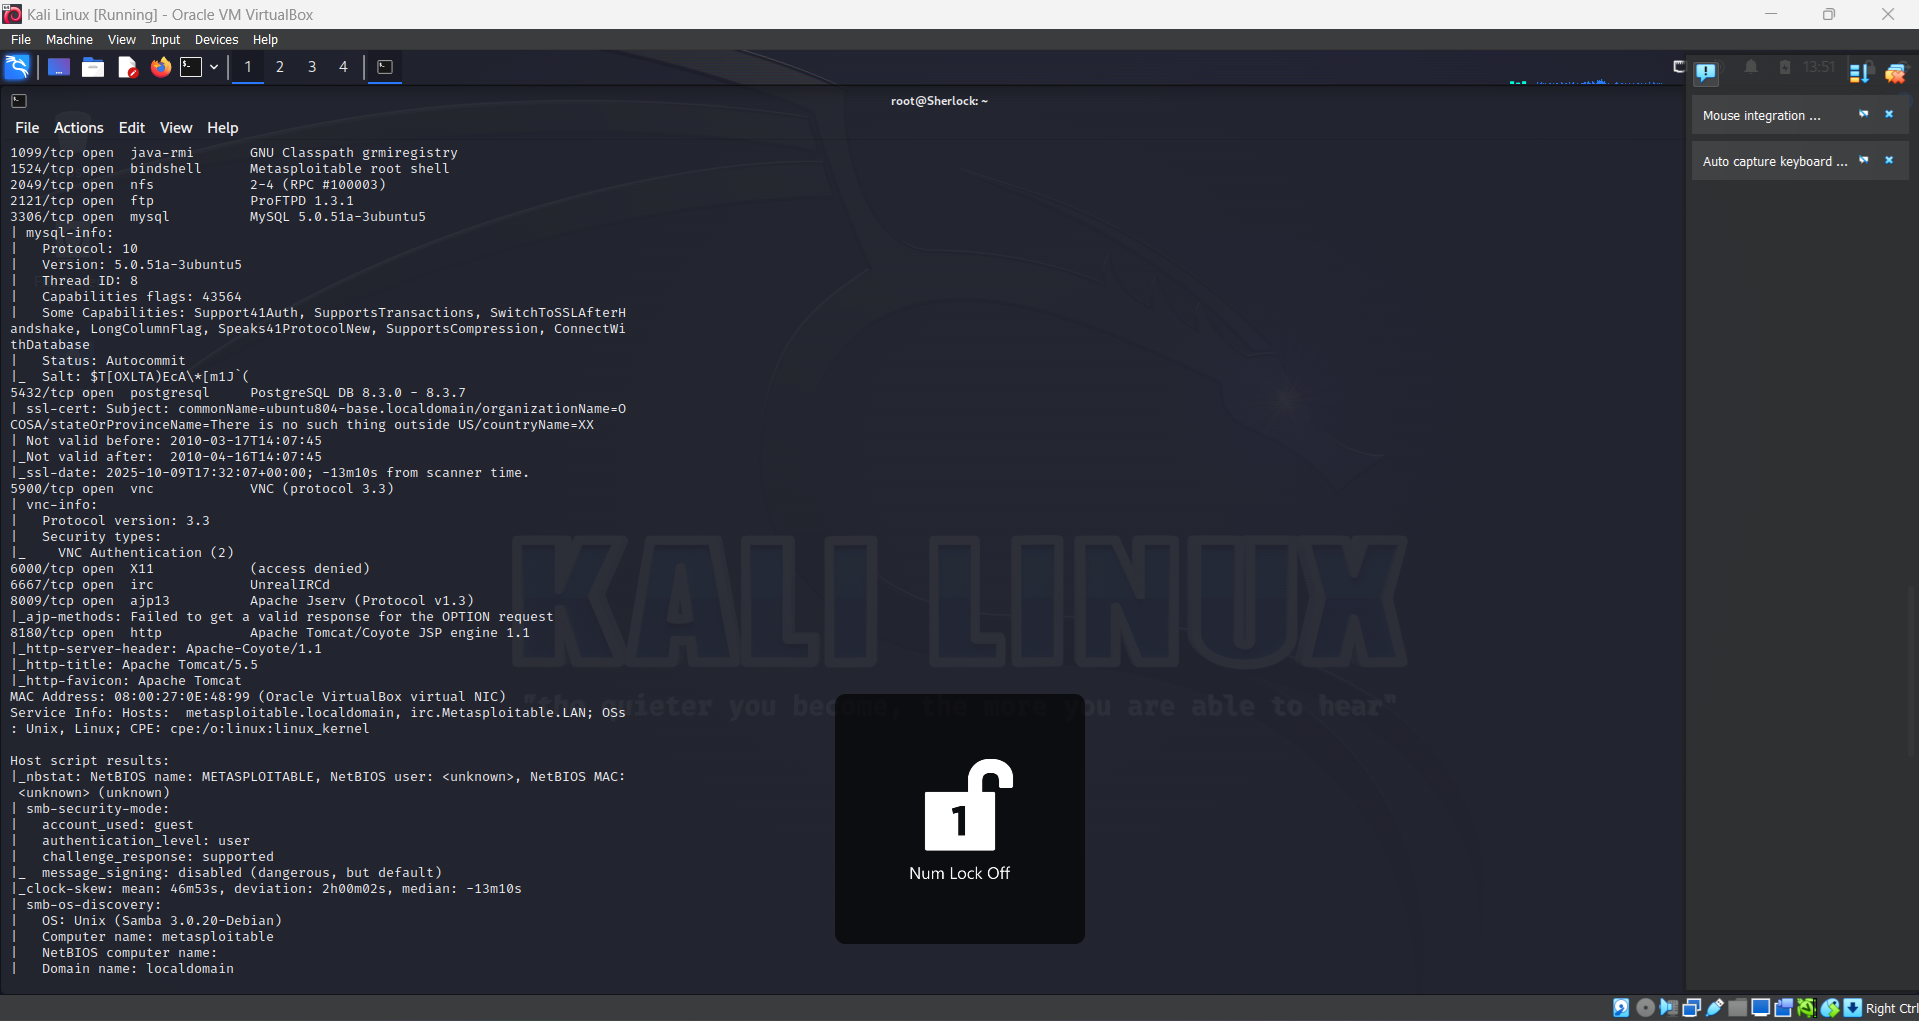 Kali Linux [Running] - Oracle VM VirtualBox
File Machine View Input Devices Help
1 2 3 4
13:51
root@Sherlock: ~
Mouse integration ...
Auto capture keyboard ...
File Actions Edit View Help
1099/tcp open  java-rmi       GNU Classpath grmiregistry
1524/tcp open  bindshell      Metasploitable root shell
2049/tcp open  nfs            2-4 (RPC #100003)
2121/tcp open  ftp            ProFTPD 1.3.1
3306/tcp open  mysql          MySQL 5.0.51a-3ubuntu5
| mysql-info:
|   Protocol: 10
|   Version: 5.0.51a-3ubuntu5
|   Thread ID: 8
|   Capabilities flags: 43564
|   Some Capabilities: Support41Auth, SupportsTransactions, SwitchToSSLAfterH
andshake, LongColumnFlag, Speaks41ProtocolNew, SupportsCompression, ConnectWi
thDatabase
|   Status: Autocommit
|_  Salt: $T[OXLTA)EcA\*[m1J`(
5432/tcp open  postgresql     PostgreSQL DB 8.3.0 - 8.3.7
| ssl-cert: Subject: commonName=ubuntu804-base.localdomain/organizationName=O
COSA/stateOrProvinceName=There is no such thing outside US/countryName=XX
| Not valid before: 2010-03-17T14:07:45
|_Not valid after:  2010-04-16T14:07:45
|_ssl-date: 2025-10-09T17:32:07+00:00; -13m10s from scanner time.
5900/tcp open  vnc            VNC (protocol 3.3)
| vnc-info:
|   Protocol version: 3.3
|   Security types:
|_    VNC Authentication (2)
6000/tcp open  X11            (access denied)
6667/tcp open  irc            UnrealIRCd
8009/tcp open  ajp13          Apache Jserv (Protocol v1.3)
|_ajp-methods: Failed to get a valid response for the OPTION request
8180/tcp open  http           Apache Tomcat/Coyote JSP engine 1.1
|_http-server-header: Apache-Coyote/1.1
|_http-title: Apache Tomcat/5.5
|_http-favicon: Apache Tomcat
MAC Address: 08:00:27:0E:48:99 (Oracle VirtualBox virtual NIC)
Service Info: Hosts:  metasploitable.localdomain, irc.Metasploitable.LAN; OSs
: Unix, Linux; CPE: cpe:/o:linux:linux_kernel
Host script results:
|_nbstat: NetBIOS name: METASPLOITABLE, NetBIOS user: <unknown>, NetBIOS MAC:
 <unknown> (unknown)
| smb-security-mode:
|   account_used: guest
|   authentication_level: user
|   challenge_response: supported
|_  message_signing: disabled (dangerous, but default)
|_clock-skew: mean: 46m53s, deviation: 2h00m02s, median: -13m10s
| smb-os-discovery:
|   OS: Unix (Samba 3.0.20-Debian)
|   Computer name: metasploitable
|   NetBIOS computer name:
|   Domain name: localdomain
KALI LINUX
"the quieter you become, the more you are able to hear"
1
Num Lock Off
Right Ctrl